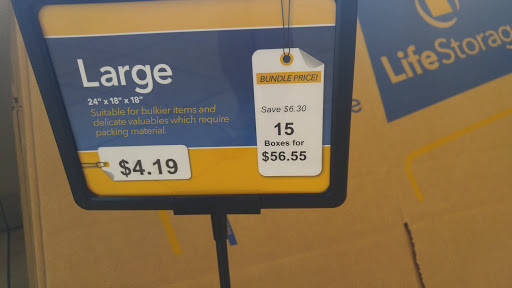 Large
24" x 18" x 18"
Suitable for bulkier items and
delicate valuables which require
packing material.
$4.19
BUNDLE PRICE!
Save $6.30
15
Boxes for
$56.55
LifeStorag
e